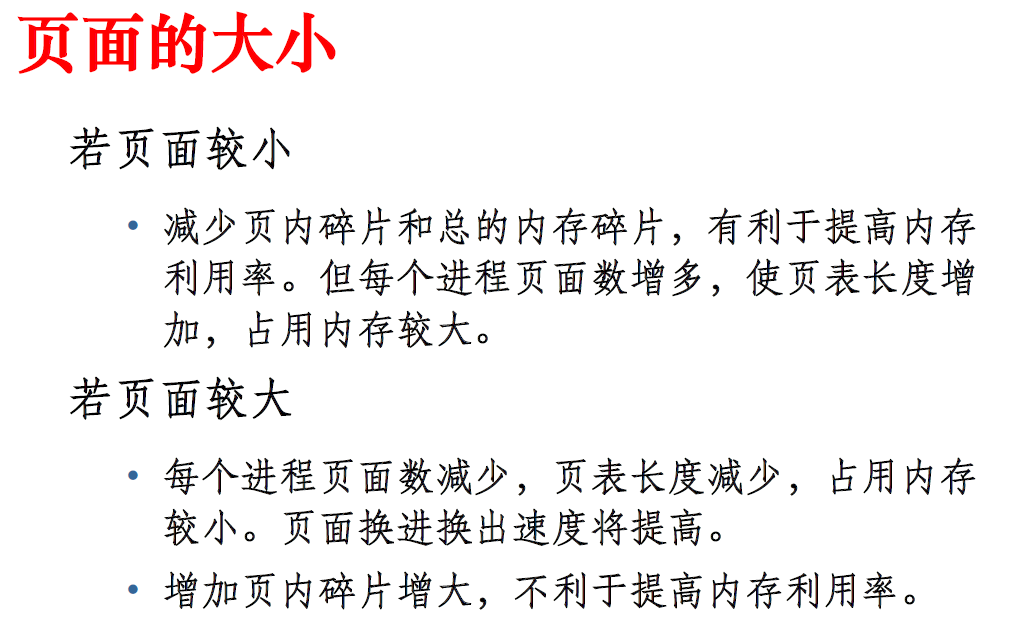 页面的大小
若页面较小
• 减少页内碎片和总的内存碎片，有利于提高内存
利用率。但每个进程页面数增多，使页表长度增
加，占用内存较大。
若页面较大
• 每个进程页面数减少，页表长度减少，占用内存
较小。页面换进换出速度将提高。
• 增加页内碎片增大，不利于提高内存利用率。